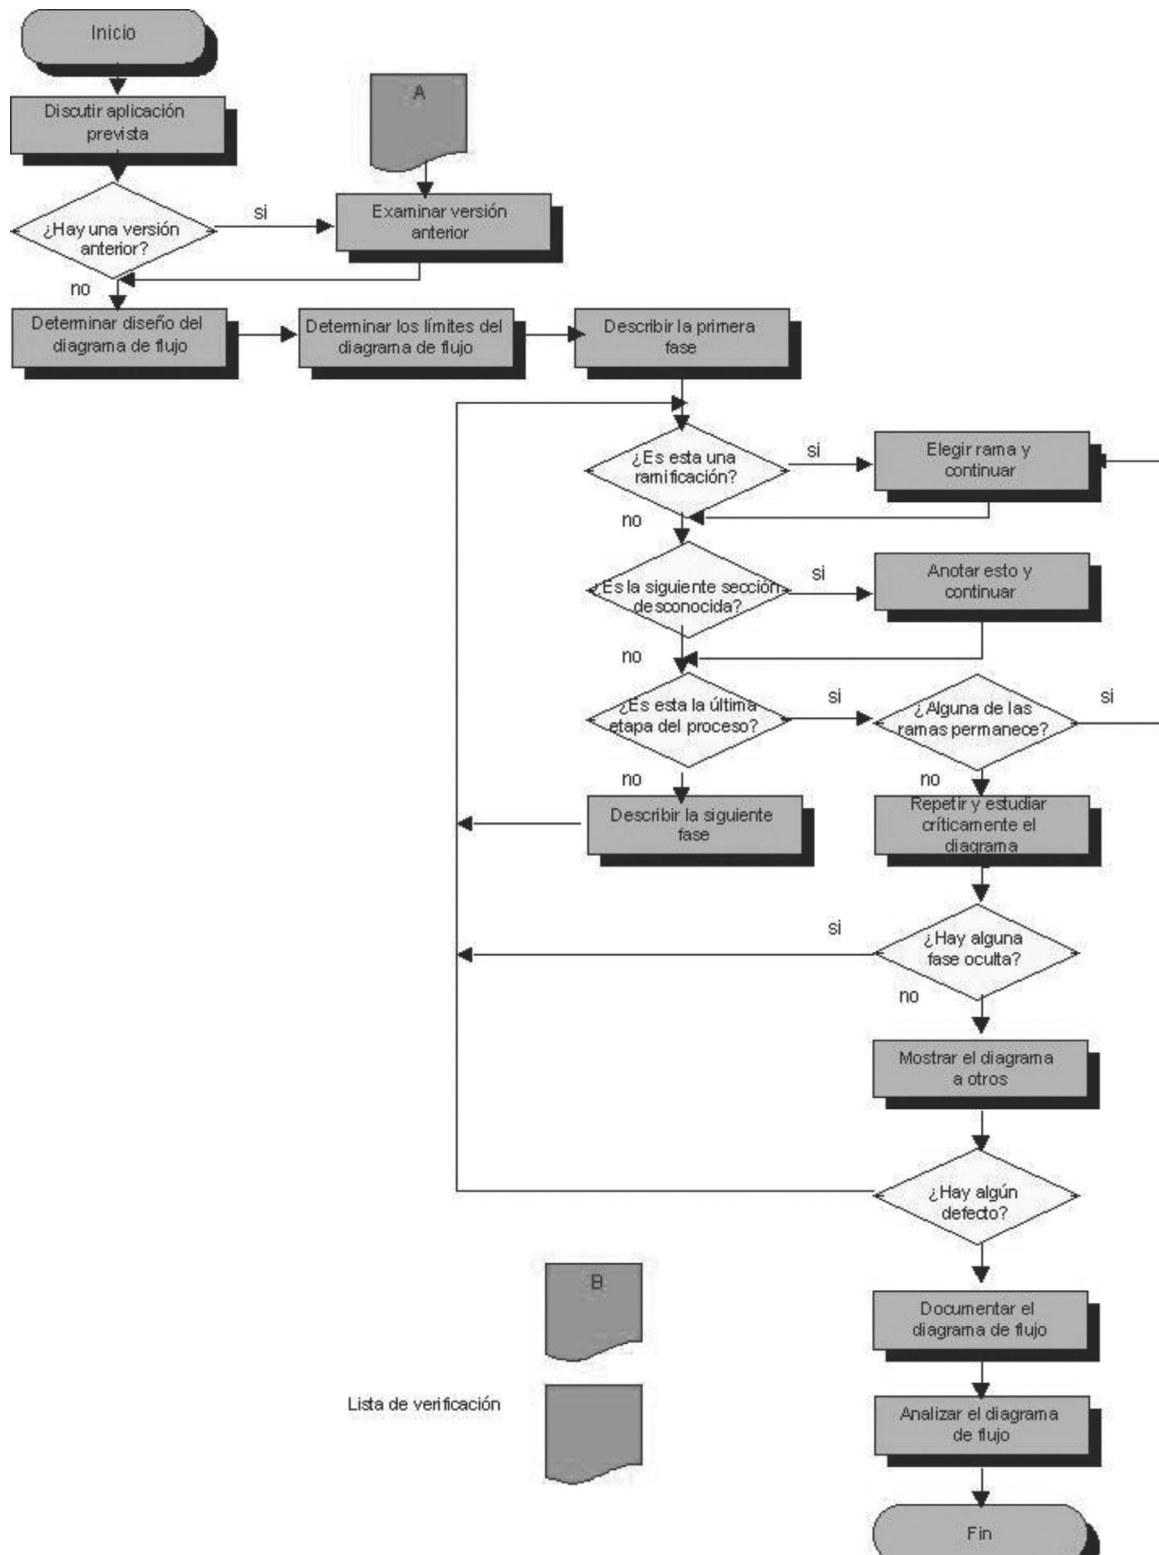 Inicio
Discutir aplicación
prevista
A
¿Hay una versión
anterior?
si
Examinar versión
anterior
no
Determinar diseño del
diagrama de flujo
Determinar los límites del
diagrama de flujo
Describir la primera
fase
¿Es esta una
ramificación?
si
Elegir rama y
continuar
no
¿Es la siguiente sección
desconocida?
si
Anotar esto y
continuar
no
¿Es esta la última
etapa del proceso?
si
¿Alguna de las
ramas permanece?
si
no
Describir la siguiente
fase
no
Repetir y estudiar
críticamente el
diagrama
si
¿Hay alguna
fase oculta?
no
Mostrar el diagrama
a otros
¿Hay algún
defecto?
B
Documentar el
diagrama de flujo
Lista de verificación
Analizar el diagrama
de flujo
Fin